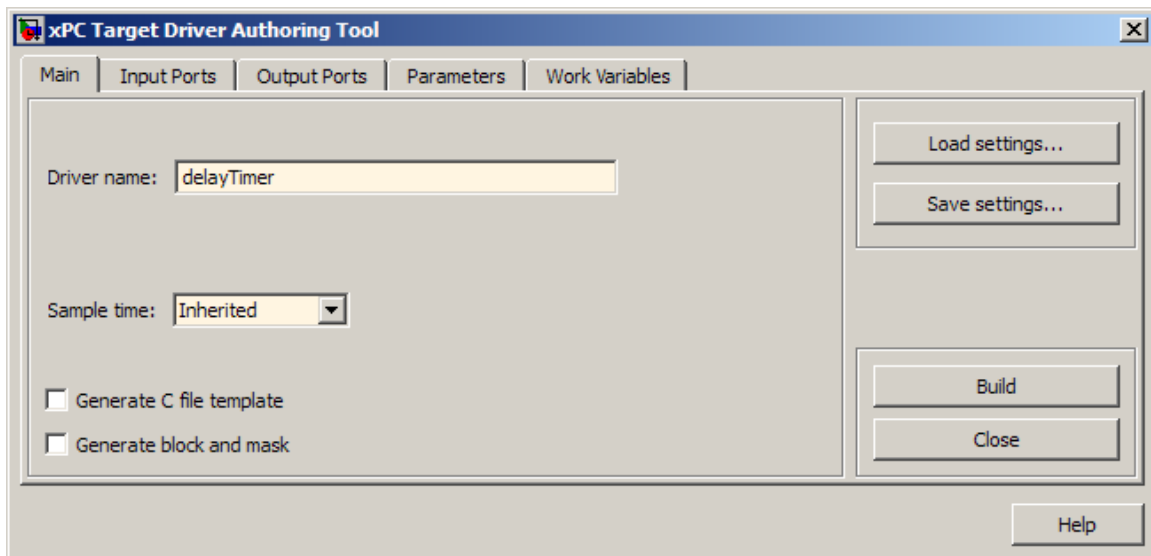 xPC Target Driver Authoring Tool
Main Input Ports Output Ports Parameters Work Variables
Driver name: delayTimer
Sample time: Inherited
Generate C file template
Generate block and mask
Load settings...
Save settings...
Build
Close
Help